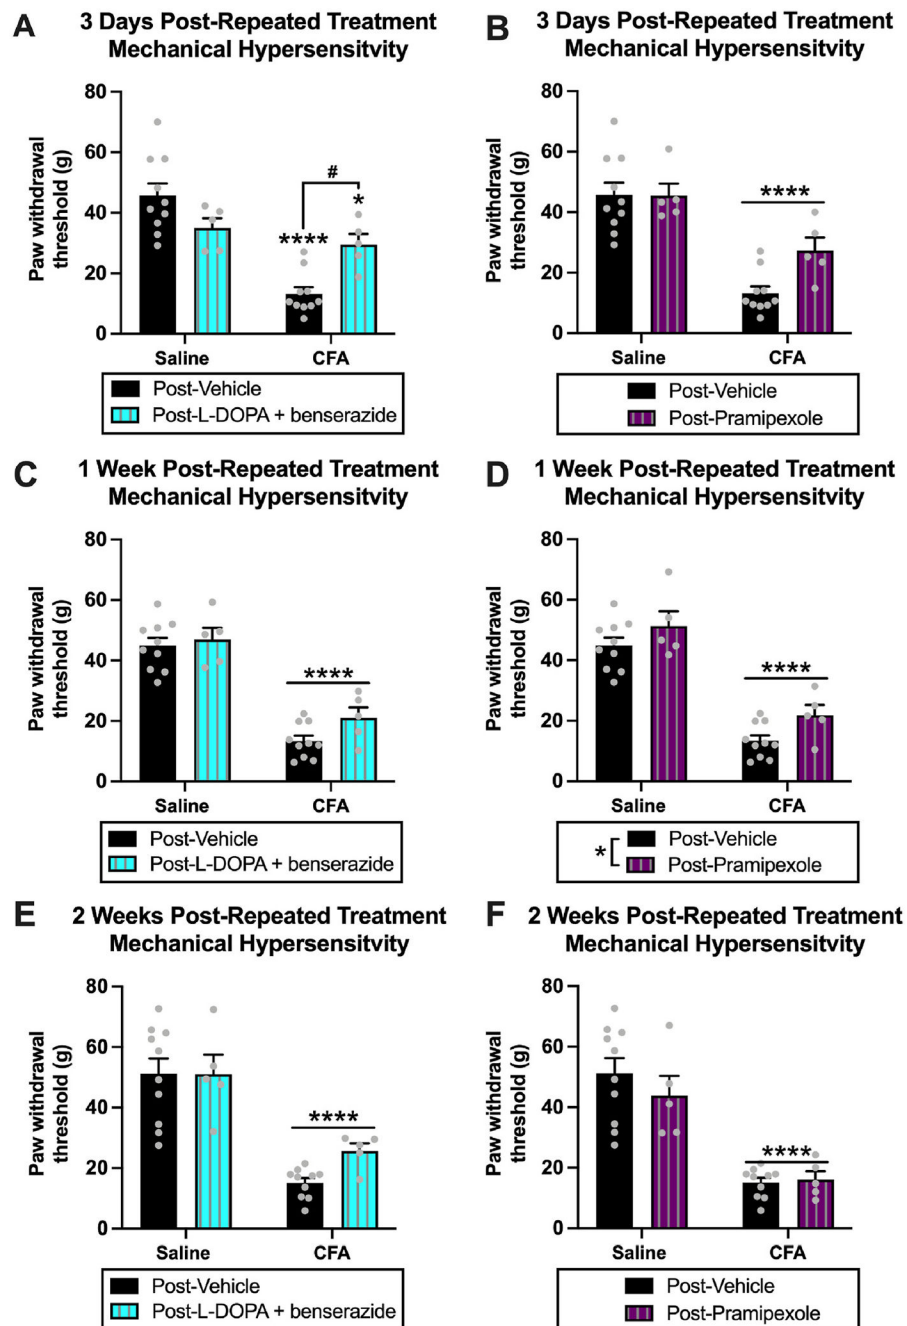 A
3 Days Post-Repeated Treatment
Mechanical Hypersensitvity
Paw withdrawal
threshold (g)
80
60
40
20
0
#
*
****
Saline
CFA
Post-Vehicle
Post-L-DOPA + benserazide
B
3 Days Post-Repeated Treatment
Mechanical Hypersensitvity
Paw withdrawal
threshold (g)
80
60
40
20
0
****
Saline
CFA
Post-Vehicle
Post-Pramipexole
C
1 Week Post-Repeated Treatment
Mechanical Hypersensitvity
Paw withdrawal
threshold (g)
80
60
40
20
0
****
Saline
CFA
Post-Vehicle
Post-L-DOPA + benserazide
D
1 Week Post-Repeated Treatment
Mechanical Hypersensitvity
Paw withdrawal
threshold (g)
80
60
40
20
0
****
Saline
CFA
*
Post-Vehicle
Post-Pramipexole
E
2 Weeks Post-Repeated Treatment
Mechanical Hypersensitvity
Paw withdrawal
threshold (g)
80
60
40
20
0
****
Saline
CFA
Post-Vehicle
Post-L-DOPA + benserazide
F
2 Weeks Post-Repeated Treatment
Mechanical Hypersensitvity
Paw withdrawal
threshold (g)
80
60
40
20
0
****
Saline
CFA
Post-Vehicle
Post-Pramipexole